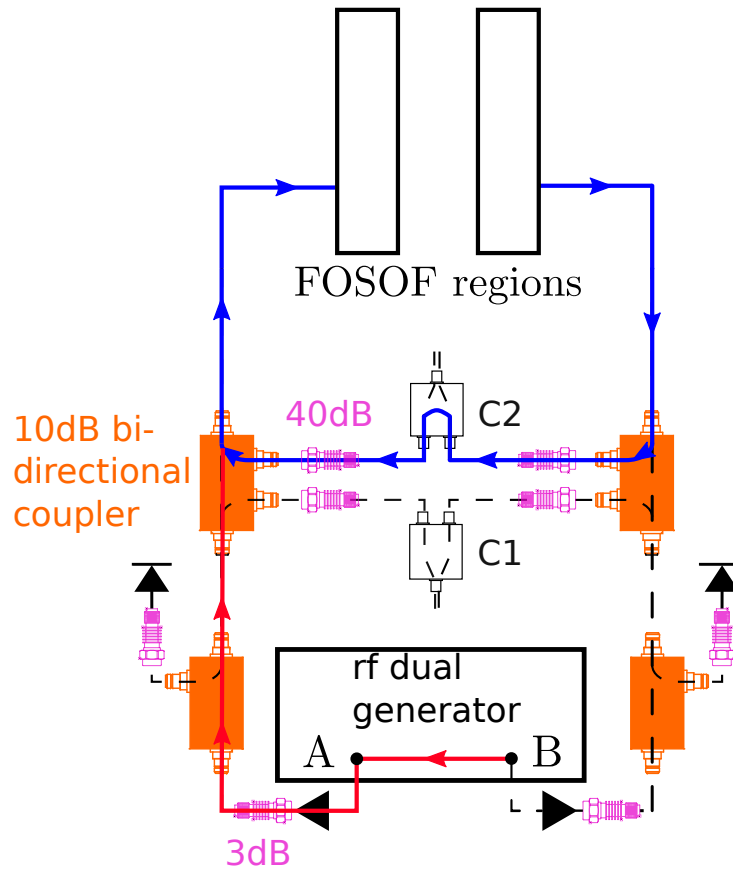 FOSOF regions
40dB
C2
10dB bi-
directional
coupler
C1
rf dual
generator
A
B
3dB